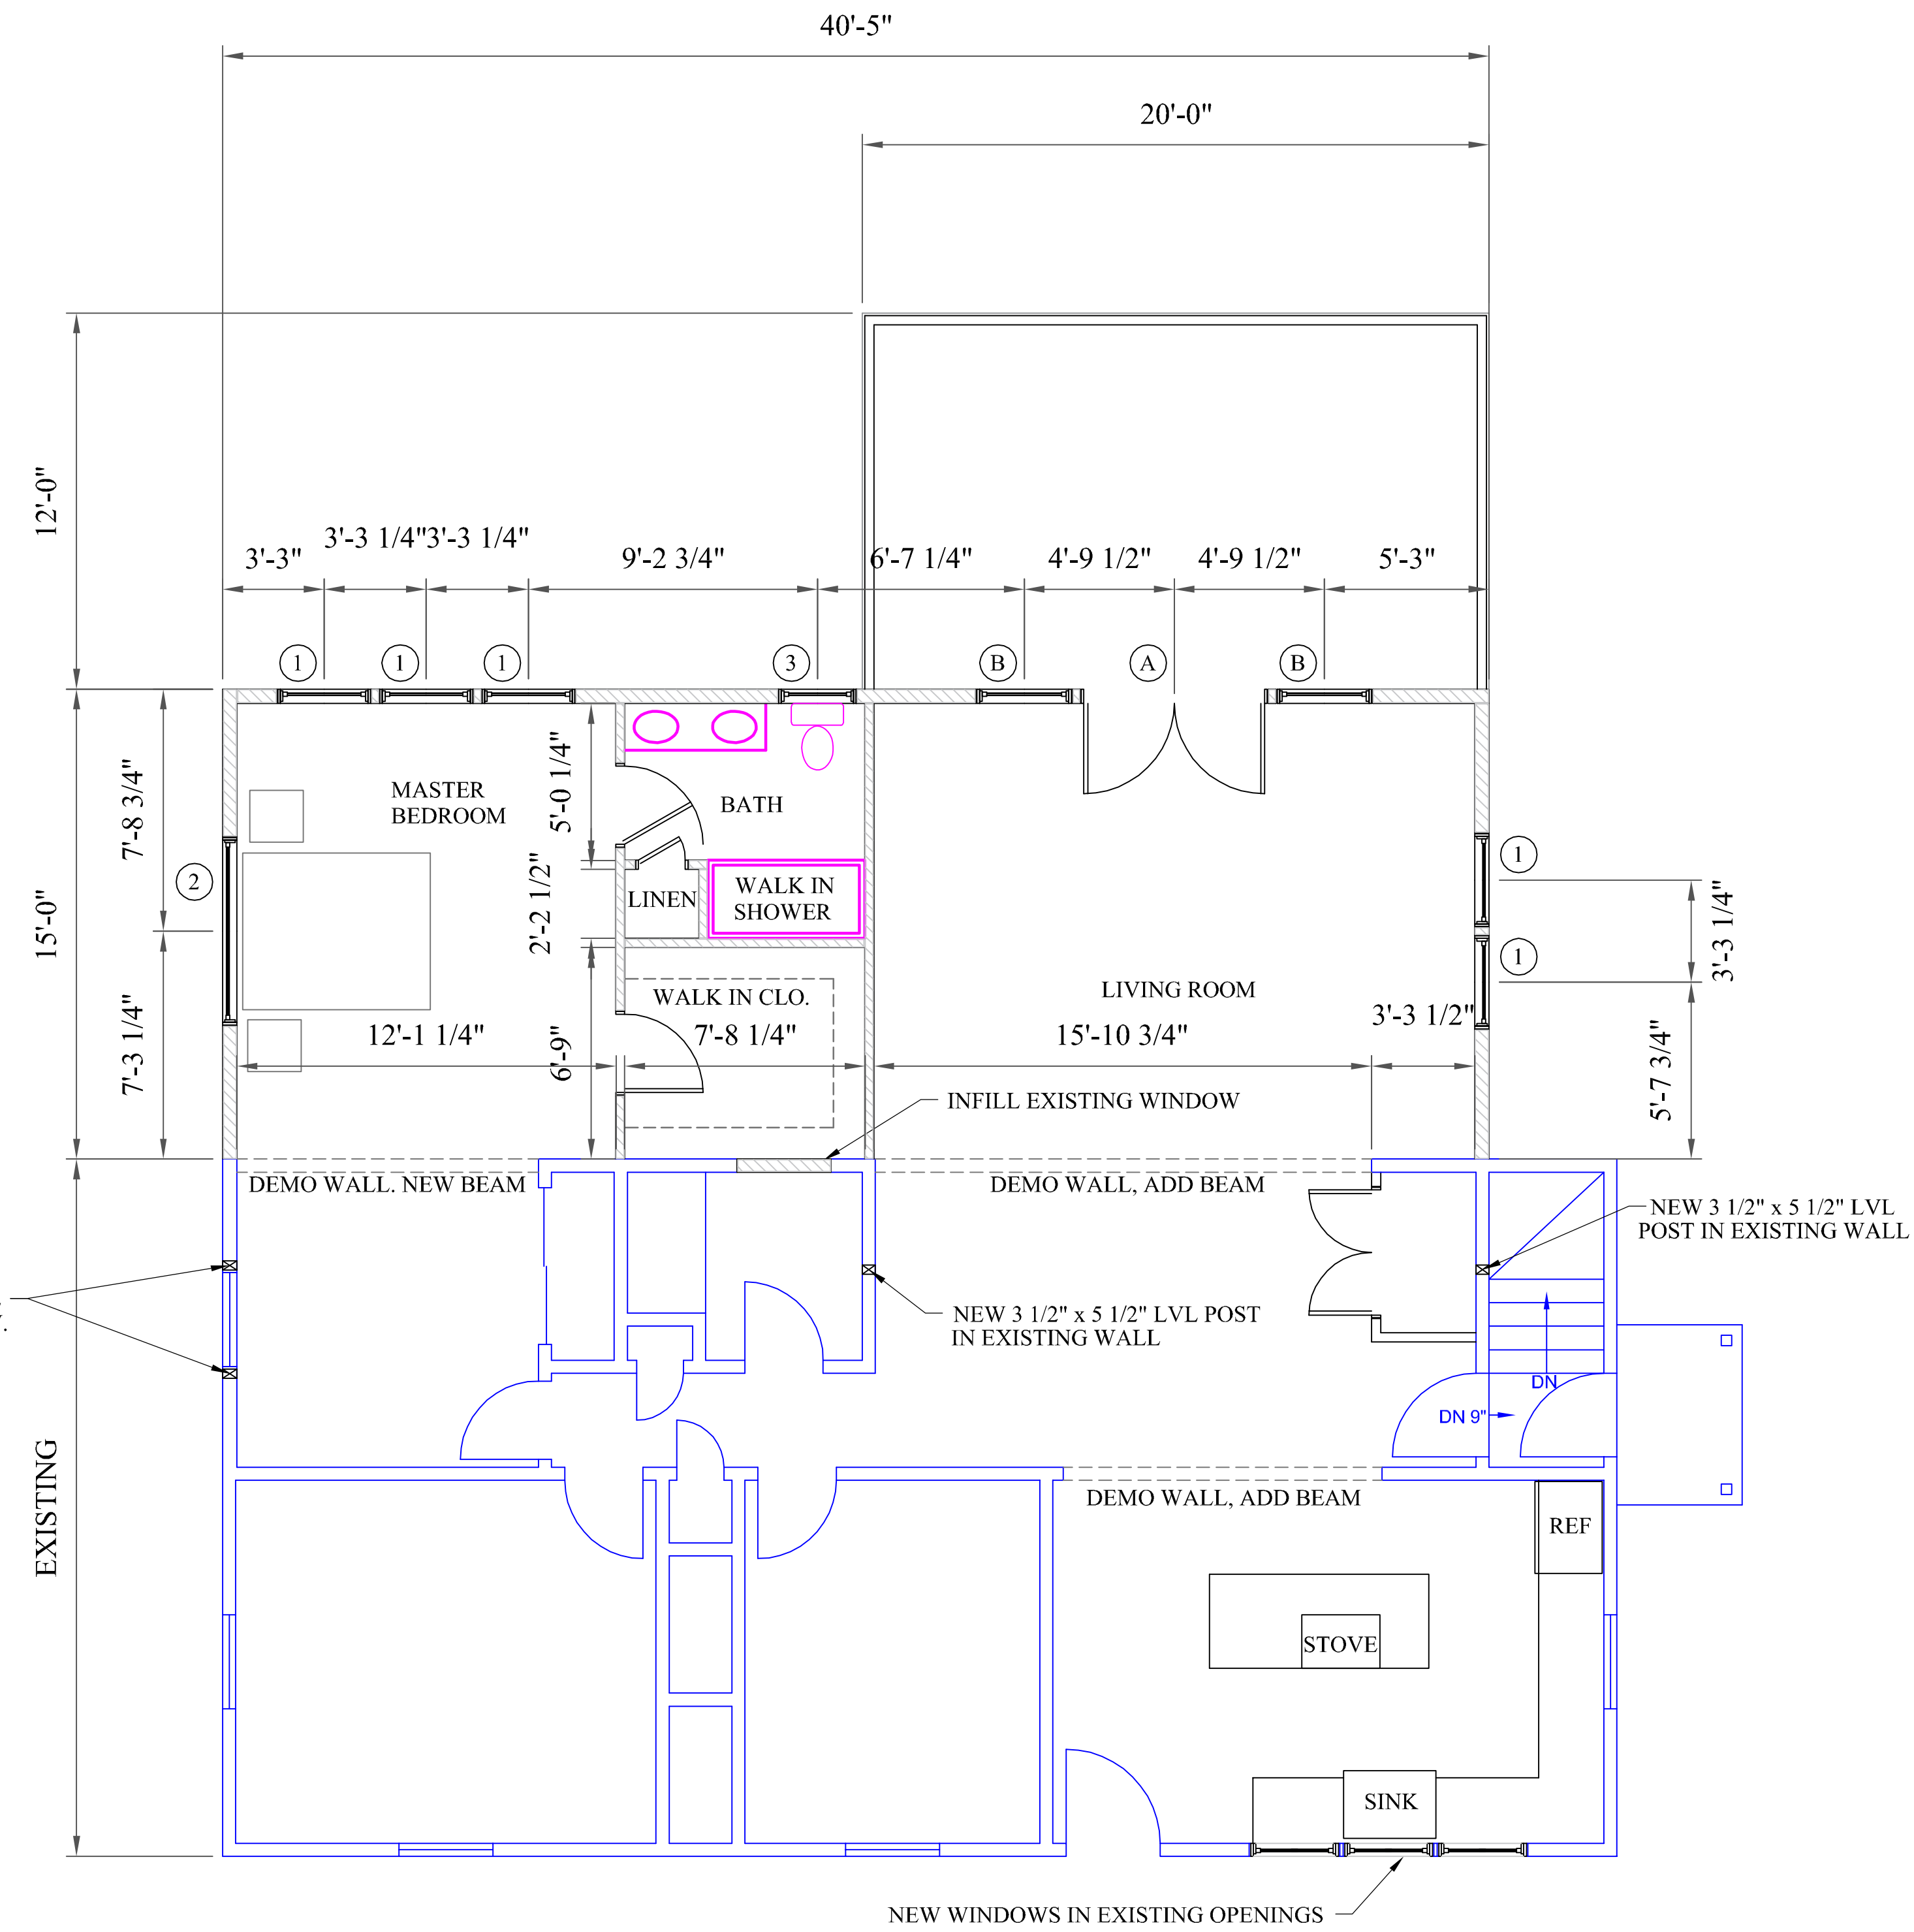 40'-5"
20'-0"
12'-0"
3'-3"
3'-3 1/4"
3'-3 1/4"
9'-2 3/4"
6'-7 1/4"
4'-9 1/2"
4'-9 1/2"
5'-3"
1
1
1
3
B
A
B
7'-8 3/4"
MASTER
BEDROOM
5'-0 1/4"
BATH
15'-0"
2
2'-2 1/2"
LINEN
WALK IN
SHOWER
1
1
3'-3 1/4"
WALK IN CLO.
LIVING ROOM
7'-3 1/4"
12'-1 1/4"
6'-9"
7'-8 1/4"
15'-10 3/4"
3'-3 1/2"
5'-7 3/4"
INFILL EXISTING WINDOW
DEMO WALL. NEW BEAM
DEMO WALL, ADD BEAM
NEW 3 1/2" x 5 1/2" LVL
POST IN EXISTING WALL
NEW 3 1/2" x 5 1/2" LVL POST
IN EXISTING WALL
DN
DN 9"
EXISTING
DEMO WALL, ADD BEAM
REF
STOVE
SINK
NEW WINDOWS IN EXISTING OPENINGS